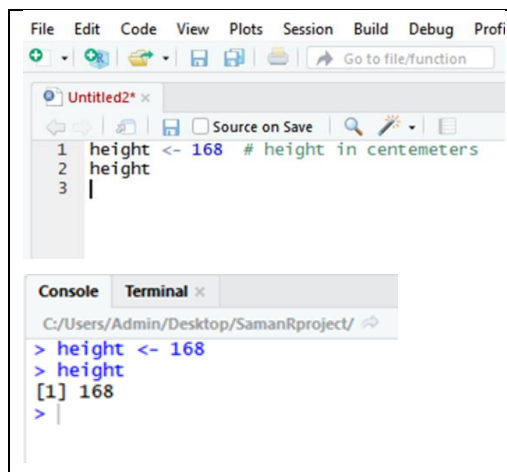 File Edit Code View Plots Session Build Debug Profi
Go to file/function
Untitled2*
Source on Save
1 height <- 168 # height in centemeters
2 height
3
Console Terminal
C:/Users/Admin/Desktop/SamanRproject/
> height <- 168
> height
[1] 168
>